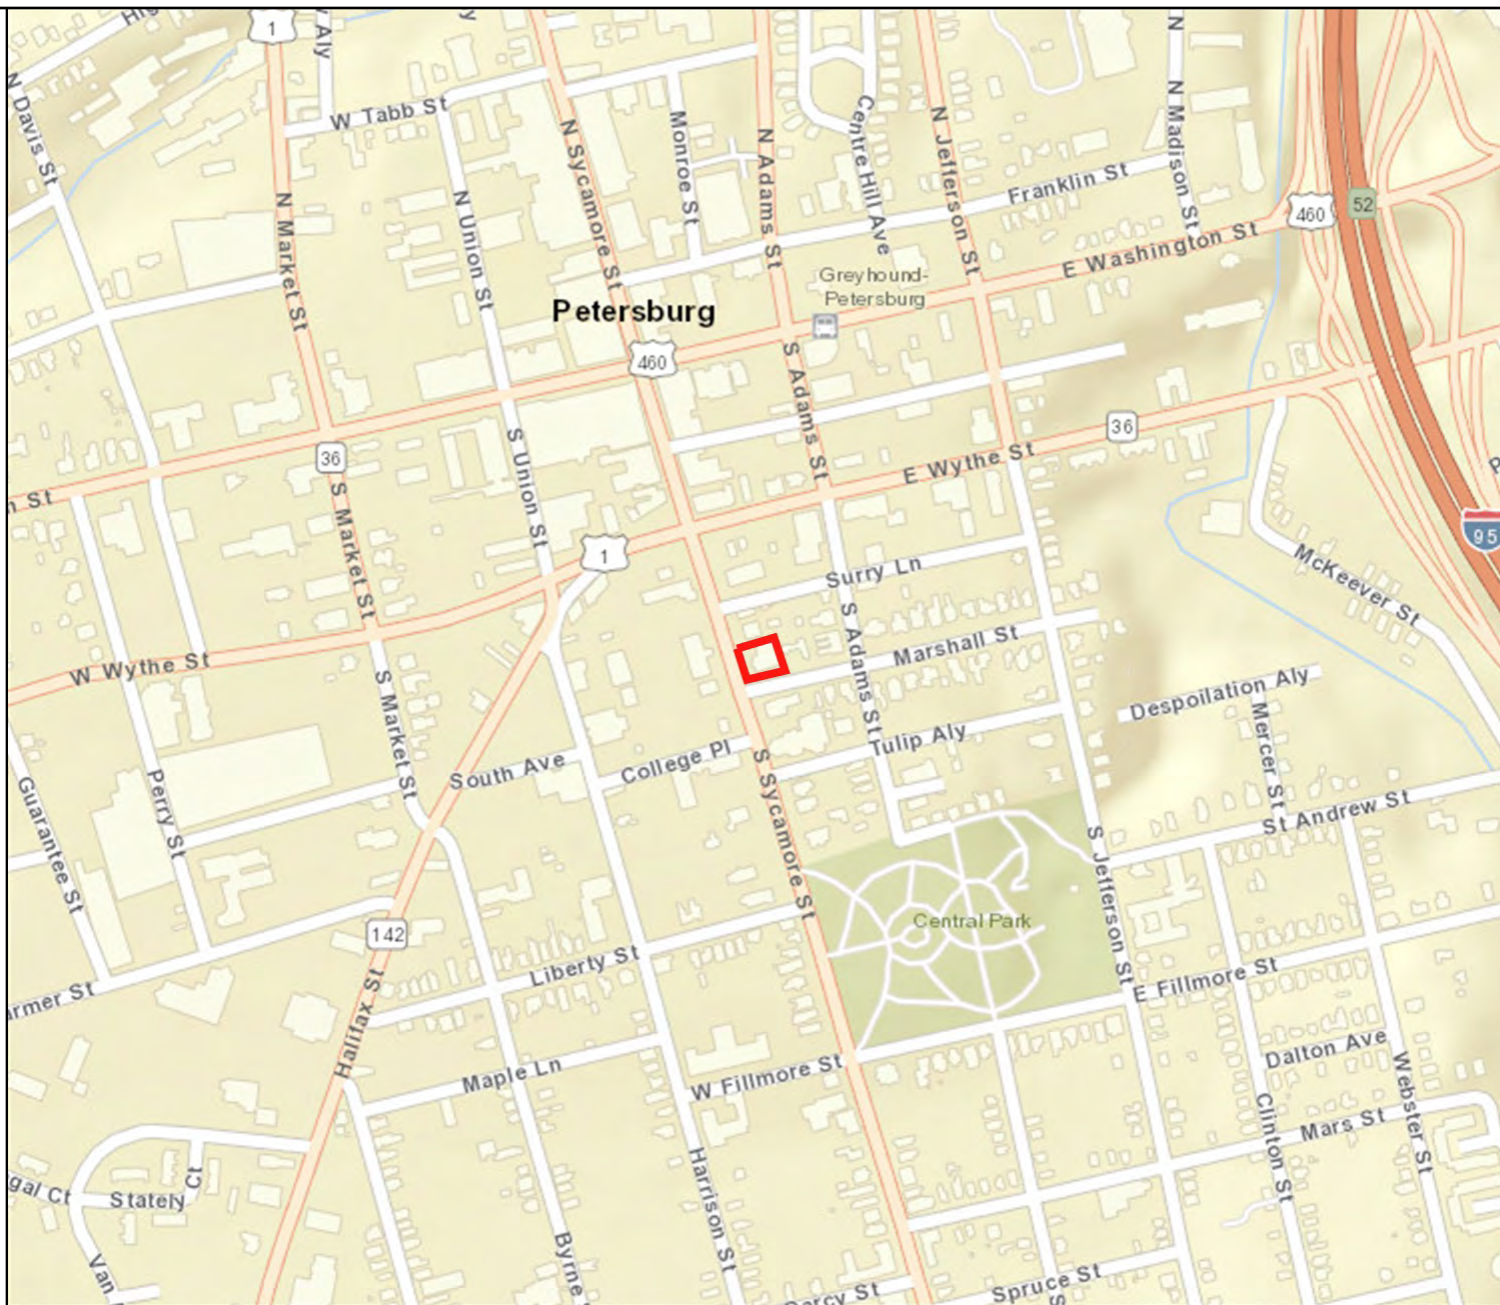 1
Aly
N Davis St
W Tabb St
N Sycamore St
Monroe St
N Adams St
Centre Hill Ave
N Jefferson St
N
N Madison St
Franklin St
N Market St
N Union St
460
52
E Washington St
Greyhound-
Petersburg
Petersburg
460
S Adams St
36
36
E Wythe St
S Market St
S Union St
1
95
Surry Ln
McKeever St
S Adams St
Marshall St
W Wythe St
S Market St
Despoilation Aly
Mercer St
Tulip Aly
College Pl
South Ave
S Sycamore St
Guarantee St
Perry St
St Andrew St
S Jefferson St
Central Park
142
Liberty St
Halifax St
E Fillmore St
W Fillmore St
Maple Ln
Dalton Ave
Webster St
Clinton St
Mars St
Harrison St
Stately Ct
Van
Byrne
Spruce St